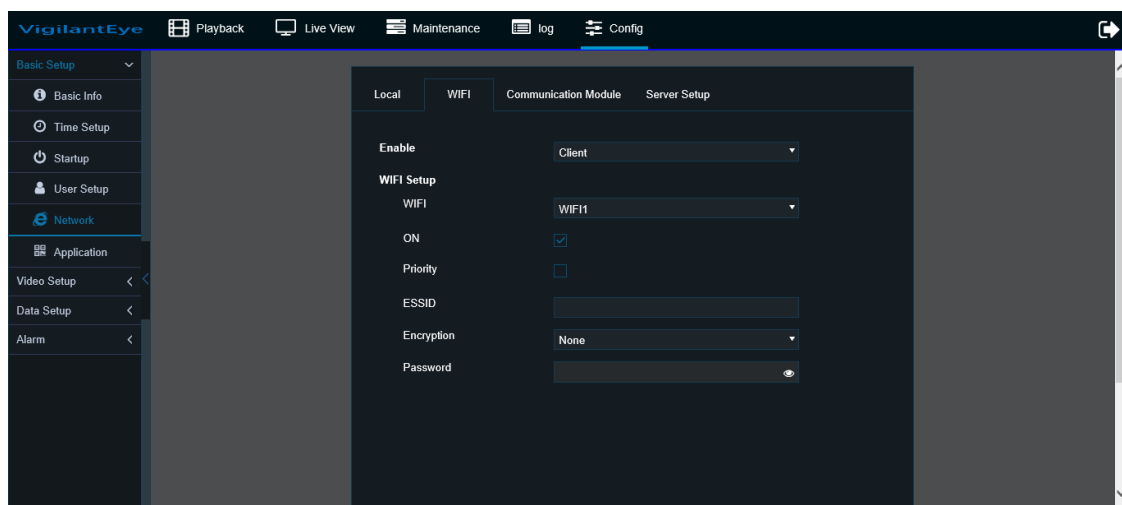 VigilantEye Playback Live View Maintenance log Config
Basic Setup
Basic Info
Time Setup
Startup
User Setup
Network
Application
Video Setup
Data Setup
Alarm
Local WIFI Communication Module Server Setup
Enable Client
WIFI Setup
WIFI WIFI1
ON
Priority
ESSID
Encryption None
Password